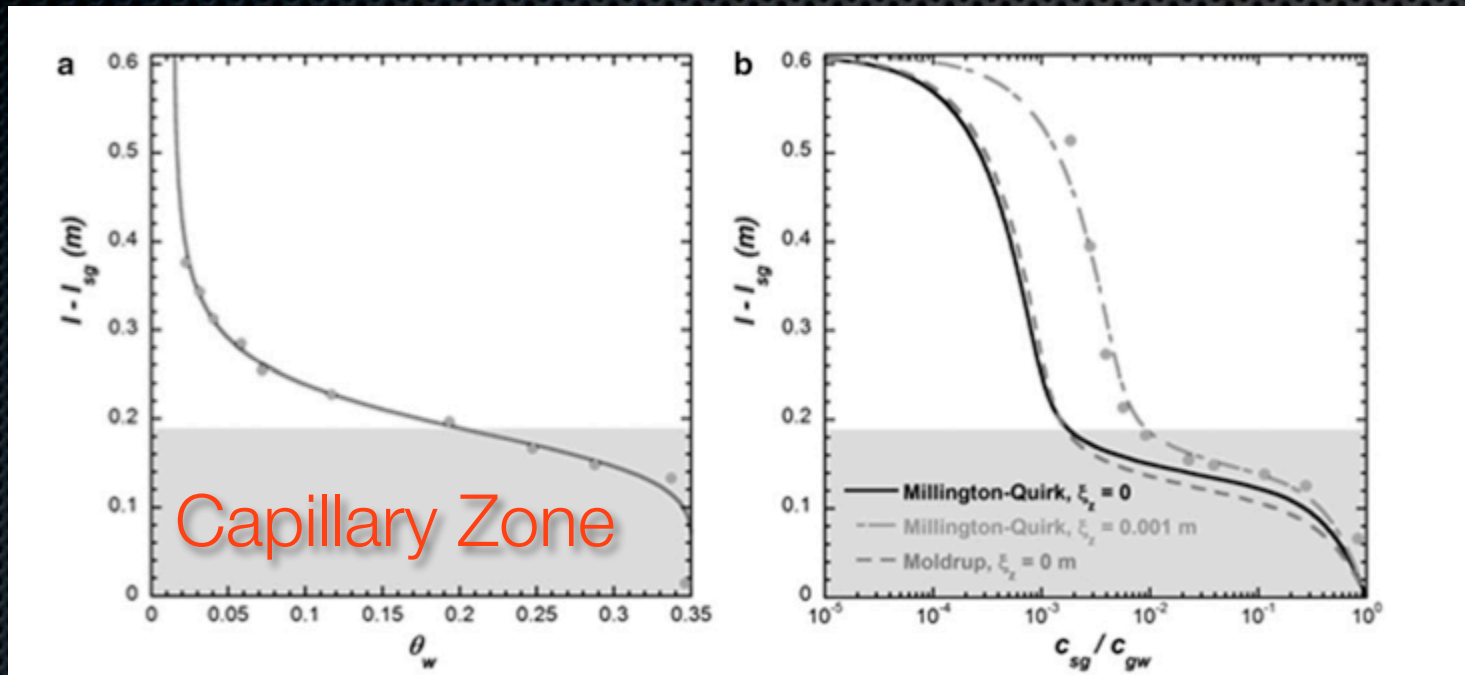 a
0.6
0.5
0.4
0.3
0.2
0.1
0
l - l_sg (m)
Capillary Zone
0 0.05 0.1 0.15 0.2 0.25 0.3 0.35
θ_w
b
0.6
0.5
0.4
0.3
0.2
0.1
0
l - l_sg (m)
Millington-Quirk, ξ_z = 0
Millington-Quirk, ξ_z = 0.001 m
Moldrup, ξ_z = 0 m
10^-5 10^-4 10^-3 10^-2 10^-1 10^0
c_sg / c_gw